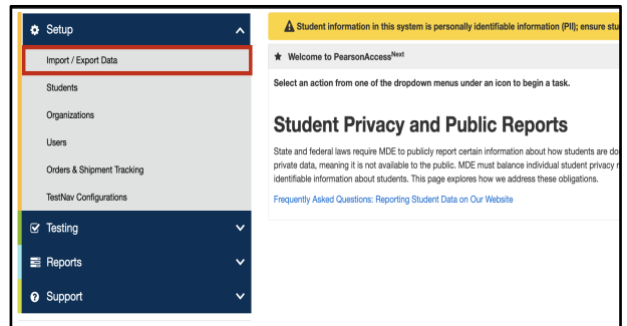 Setup
Import / Export Data
Students
Organizations
Users
Orders & Shipment Tracking
TestNav Configurations
Testing
Reports
Support
Student information in this system is personally identifiable information (PII); ensure stu
Welcome to PearsonAccessNext
Select an action from one of the dropdown menus under an icon to begin a task.
Student Privacy and Public Reports
State and federal laws require MDE to publicly report certain information about how students are do
private data, meaning it is not available to the public. MDE must balance individual student privacy
identifiable information about students. This page explores how we address these obligations.
Frequently Asked Questions: Reporting Student Data on Our Website